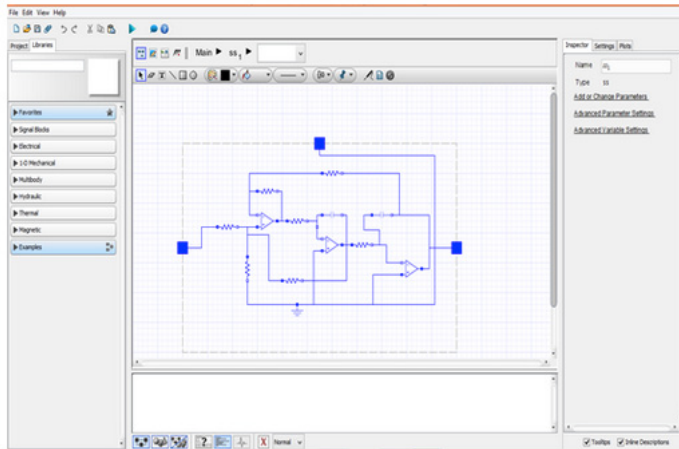 File Edit View Help
Project Libraries
Favorites
Signal Blocks
Electrical
1-D Mechanical
Multibody
Hydraulic
Thermal
Magnetic
Examples
Main ss₁
T
Normal
Inspector Settings Plots
Name ss₁
Type ss
Add or Change Parameters
Advanced Parameter Settings
Advanced Variable Settings
Tooltips Inline Descriptions